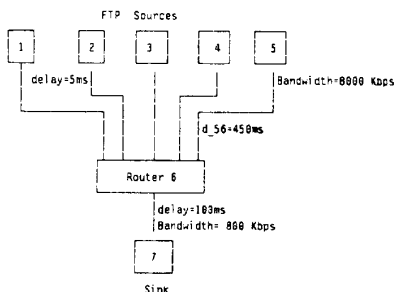 FTP Sources
1 2 3 4 5
delay=5ms
Bandwidth=8000 Kbps
d_56=450ms
Router 6
delay=103ms
Bandwidth= 800 Kbps
7
Sink